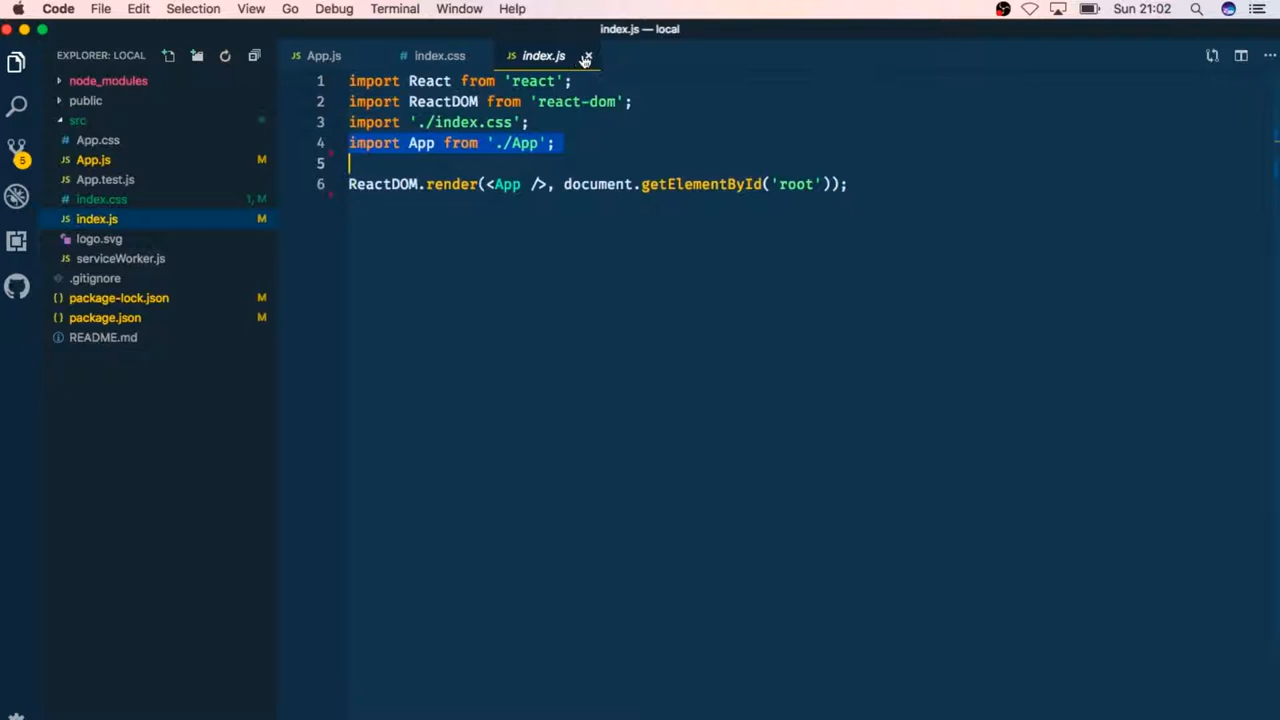 Code File Edit Selection View Go Debug Terminal Window Help Sun 21:02
index.js — local
EXPLORER: LOCAL
node_modules
public
src
# App.css
JS App.js M
JS App.test.js
# index.css 1, M
JS index.js M
logo.svg
JS serviceWorker.js
.gitignore
{} package-lock.json M
{} package.json M
README.md
5
JS App.js # index.css JS index.js
1 import React from 'react';
2 import ReactDOM from 'react-dom';
3 import './index.css';
4 import App from './App';
5
6 ReactDOM.render(<App />, document.getElementById('root'));